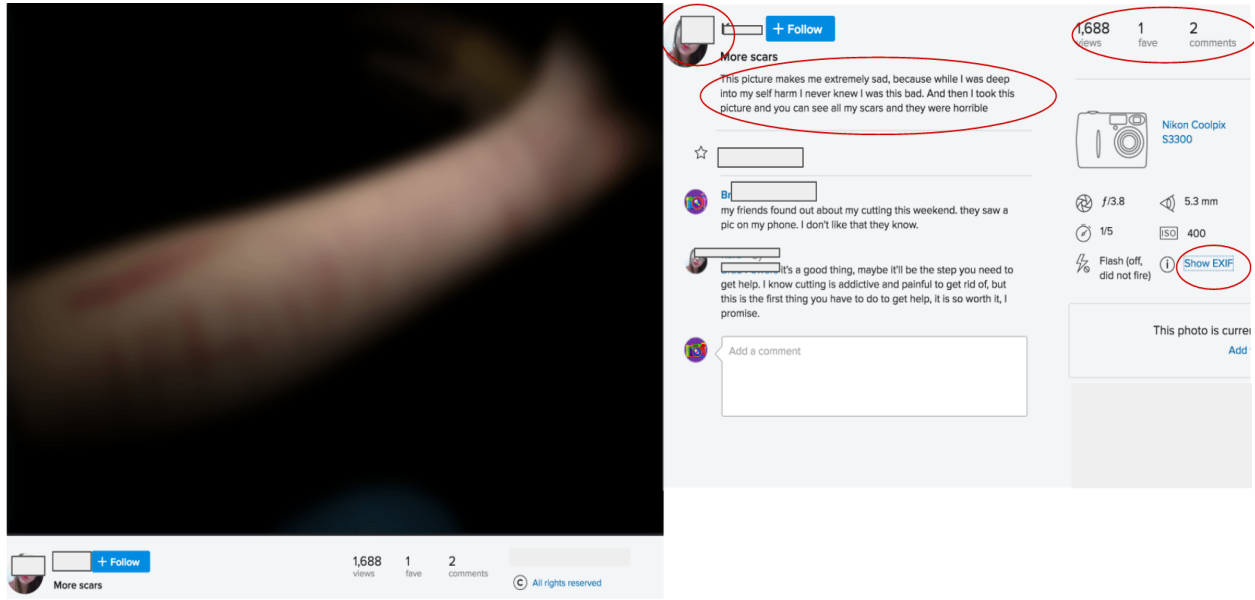 + Follow
More scars
This picture makes me extremely sad, because while I was deep
into my self harm I never knew I was this bad. And then I took this
picture and you can see all my scars and they were horrible
my friends found out about my cutting this weekend. they saw a
pic on my phone. I don't like that they know.
it's a good thing, maybe it'll be the step you need to
get help. I know cutting is addictive and painful to get rid of, but
this is the first thing you have to do to get help, it is so worth it, I
promise.
Add a comment
1,688 1 2
views fave comments
Nikon Coolpix
S3300
ƒ/3.8 5.3 mm
1/5 ISO 400
Flash (off,
did not fire)
Show EXIF
This photo is
Add
+ Follow
More scars
1,688 1 2
views fave comments
All rights reserved